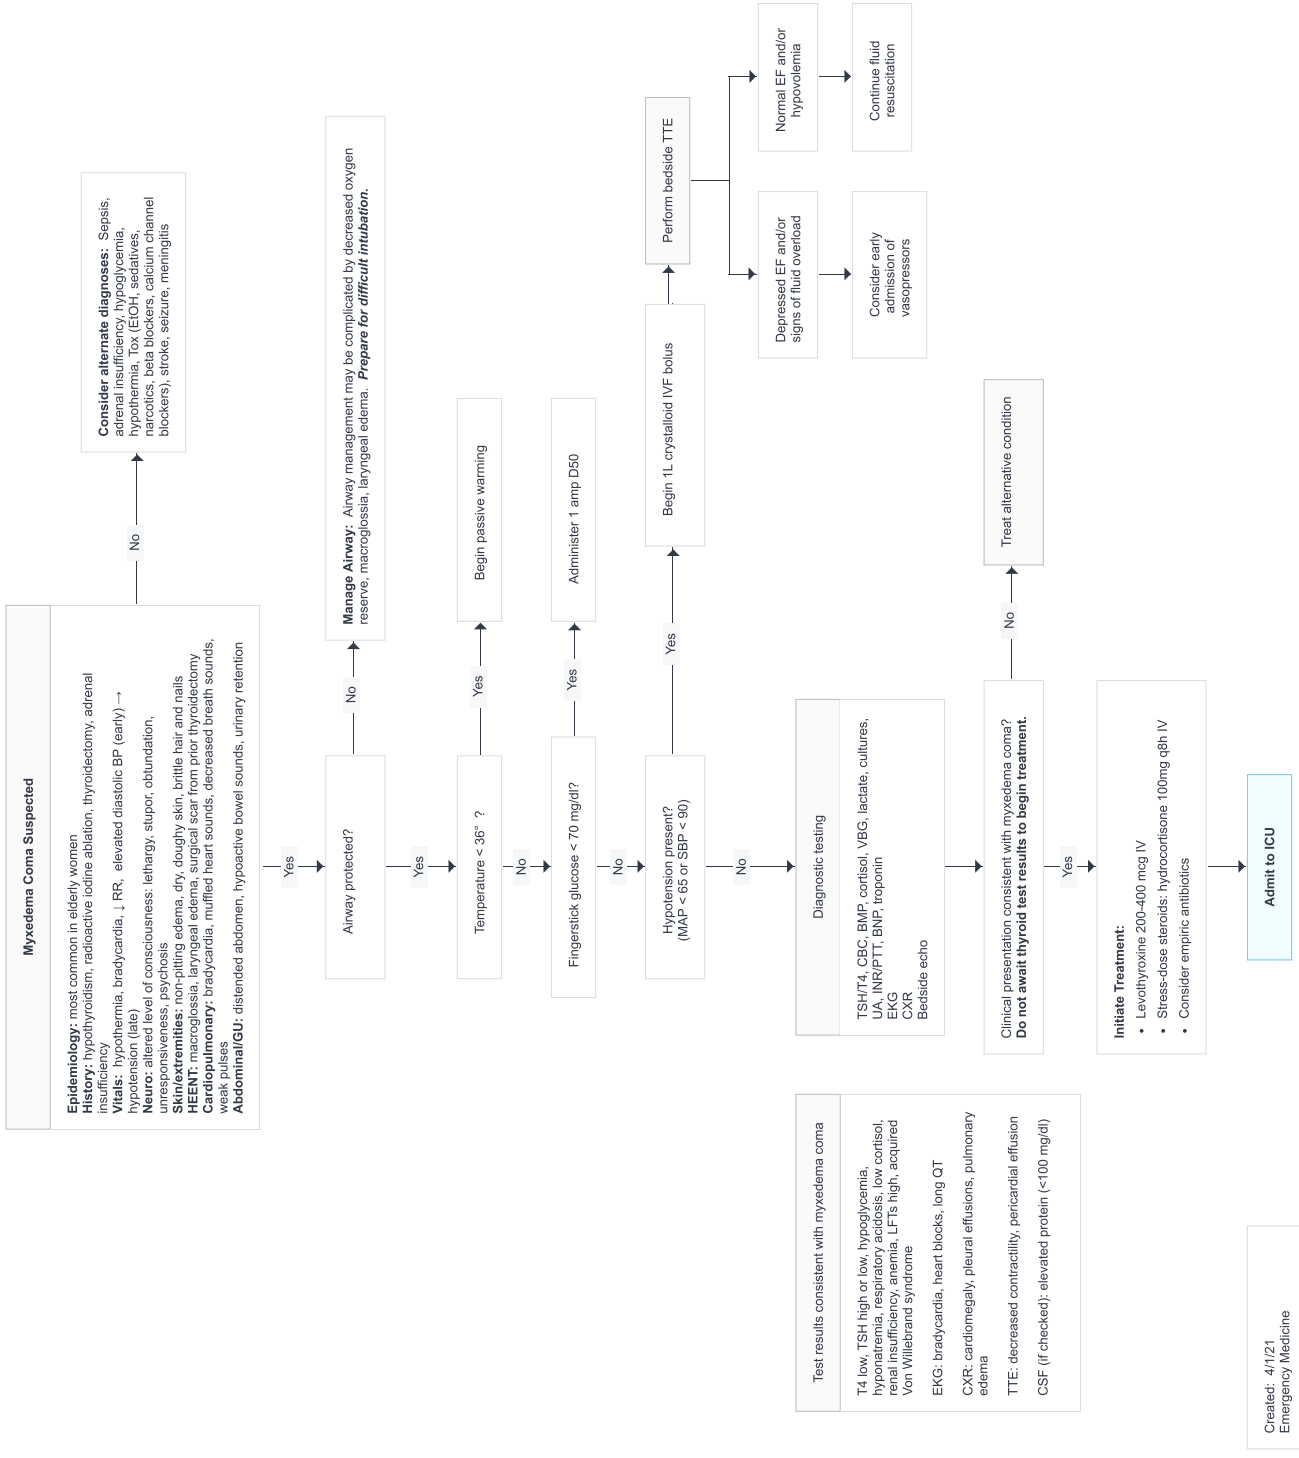 Myxedema Coma Suspected
Epidemiology: most common in elderly women
History: hypothyroidism, radioactive iodine ablation, thyroidectomy, adrenal
insufficiency
Vitals: hypothermia, bradycardia, ↓ RR, elevated diastolic BP (early) →
hypotension (late)
Neuro: altered level of consciousness: lethargy, stupor, obtundation,
unresponsiveness, psychosis
Skin/extremities: non-pitting edema, dry, doughy skin, brittle hair and nails
HEENT: macroglossia, laryngeal edema, surgical scar from prior thyroidectomy
Cardiopulmonary: bradycardia, muffled heart sounds, decreased breath sounds,
weak pulses
Abdominal/GU: distended abdomen, hypoactive bowel sounds, urinary retention
No
Consider alternate diagnoses: Sepsis,
adrenal insufficiency, hypoglycemia,
hypothermia, Tox (EtOH, sedatives,
narcotics, beta blockers, calcium channel
blockers), stroke, seizure, meningitis
Yes
Airway protected?
No
Manage Airway: Airway management may be complicated by decreased oxygen
reserve, macroglossia, laryngeal edema. Prepare for difficult intubation.
Yes
Temperature < 36° ?
Yes
Begin passive warming
No
Fingerstick glucose < 70 mg/dl?
Yes
Administer 1 amp D50
No
Hypotension present?
(MAP < 65 or SBP < 90)
Yes
Begin 1L crystalloid IVF bolus
Perform bedside TTE
Depressed EF and/or
signs of fluid overload
Normal EF and/or
hypovolemia
Consider early
admission of
vasopressors
Continue fluid
resuscitation
No
Test results consistent with myxedema coma
T4 low, TSH high or low, hypoglycemia,
hyponatremia, respiratory acidosis, low cortisol,
renal insufficiency, anemia, LFTs high, acquired
Von Willebrand syndrome
EKG: bradycardia, heart blocks, long QT
CXR: cardiomegaly, pleural effusions, pulmonary
edema
TTE: decreased contractility, pericardial effusion
CSF (if checked): elevated protein (<100 mg/dl)
Diagnostic testing
TSH/T4, CBC, BMP, cortisol, VBG, lactate, cultures,
UA, INR/PTT, BNP, troponin
EKG
CXR
Bedside echo
Clinical presentation consistent with myxedema coma?
Do not await thyroid test results to begin treatment.
No
Treat alternative condition
Yes
Initiate Treatment:
• Levothyroxine 200-400 mcg IV
• Stress-dose steroids: hydrocortisone 100mg q8h IV
• Consider empiric antibiotics
Admit to ICU
Created: 4/1/21
Emergency Medicine